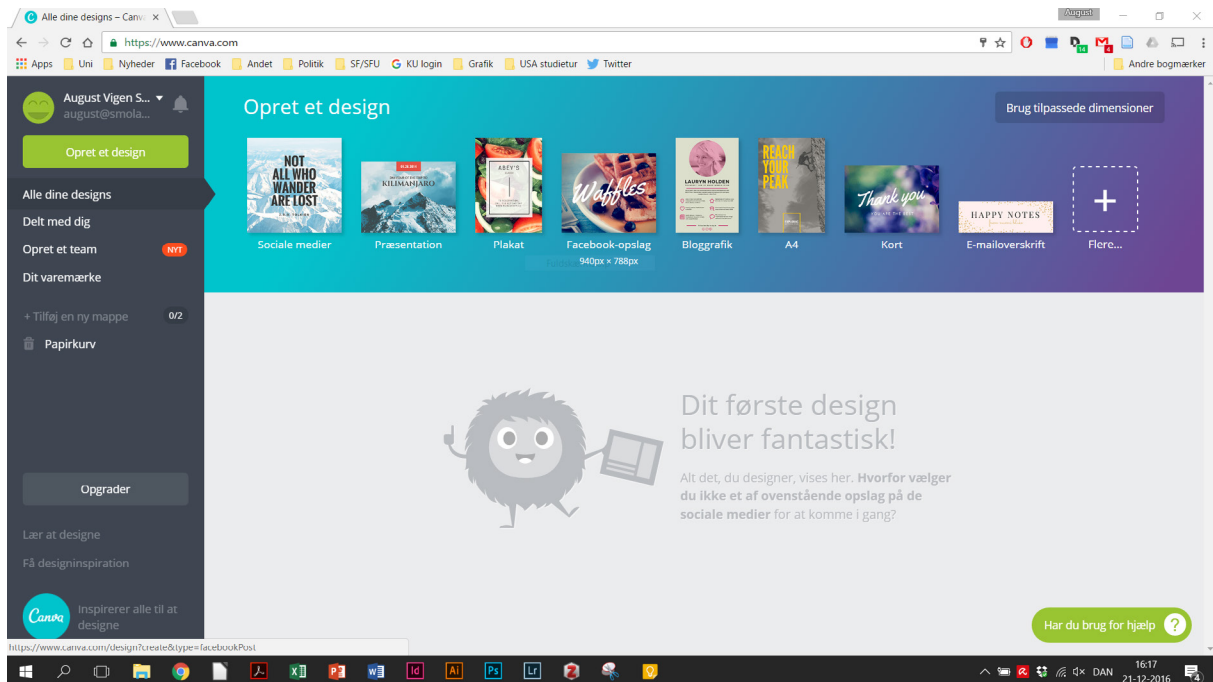 Alle dine designs – Canv
August
https://www.canva.com
14
4
Apps Uni Nyheder Facebook Andet Politik SF/SFU KU login Grafik USA studietur Twitter Andre bogmærker
August Vigen S...
august@smola...
Opret et design
Alle dine designs
Delt med dig
Opret et team NYT
Dit varemærke
+ Tilføj en ny mappe 0/2
Papirkurv
Opgrader
Lær at designe
Få designinspiration
Canva
Inspirerer alle til at
designe
Opret et design
Brug tilpassede dimensioner
NOT
ALL WHO
WANDER
ARE LOST
KILIMANJARO
ABEY'S
Waffles
LAURYN HOLDEN
REACH
YOUR
PEAK
Thank you
HAPPY NOTES
+
Sociale medier Præsentation Plakat Facebook-opslag Bloggrafik A4 Kort E-mailoverskrift Flere...
940px × 788px
Dit første design
bliver fantastisk!
Alt det, du designer, vises her. Hvorfor vælger
du ikke et af ovenstående opslag på de
sociale medier for at komme i gang?
Har du brug for hjælp ?
https://www.canva.com/design?create&type=facebookPost
DAN
16:17
21-12-2016
4